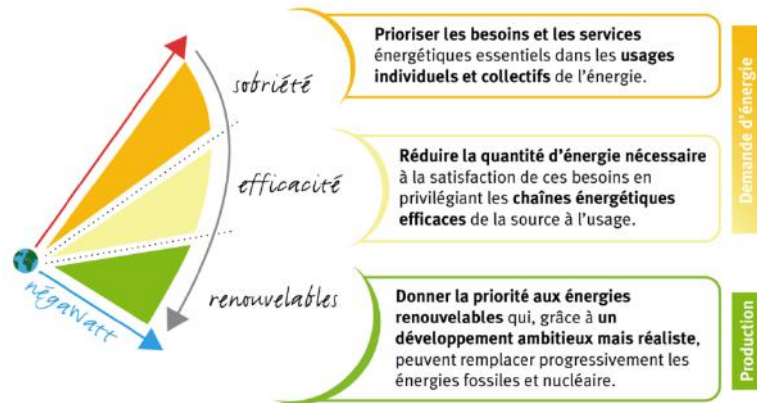 Prioriser les besoins et les services
énergétiques essentiels dans les usages
individuels et collectifs de l'énergie.
sobriété
Réduire la quantité d'énergie nécessaire
à la satisfaction de ces besoins en
privilégiant les chaînes énergétiques
efficaces de la source à l'usage.
efficacité
Demande d'énergie
Donner la priorité aux énergies
renouvelables qui, grâce à un
développement ambitieux mais réaliste,
peuvent remplacer progressivement les
énergies fossiles et nucléaire.
renouvelables
négaWatt
Production